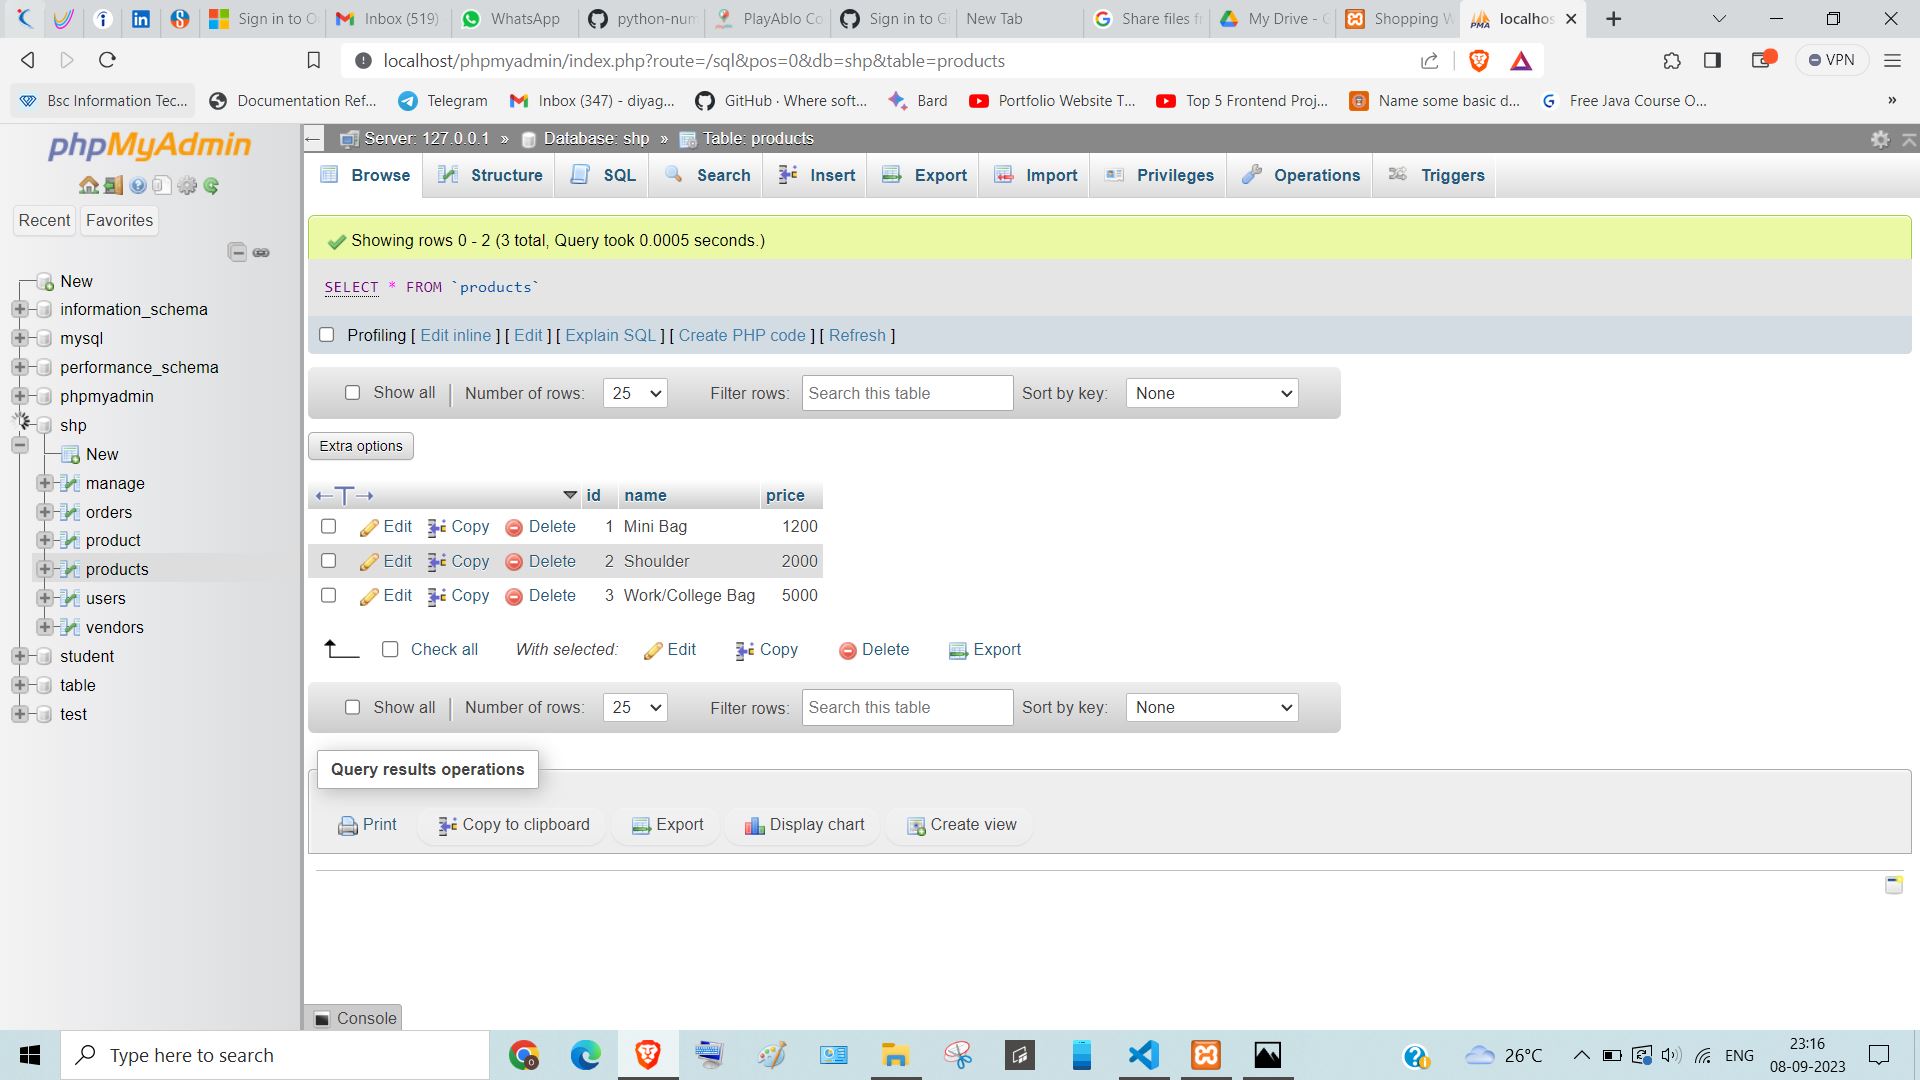 Sign in to O
Inbox (519)
WhatsApp
python-num
PlayAblo Co
Sign in to Gi
New Tab
Share files f
My Drive - G
Shopping W
localhos
localhost/phpmyadmin/index.php?route=/sql&pos=0&db=shp&table=products
VPN
Bsc Information Tec...
Documentation Ref...
Telegram
Inbox (347) - diyag...
GitHub · Where soft...
Bard
Portfolio Website T...
Top 5 Frontend Proj...
Name some basic d...
Free Java Course O...
»
phpMyAdmin
Recent Favorites
New
information_schema
mysql
performance_schema
phpmyadmin
shp
New
manage
orders
product
products
users
vendors
student
table
test
Server: 127.0.0.1 » Database: shp » Table: products
Browse Structure SQL Search Insert Export Import Privileges Operations Triggers
Showing rows 0 - 2 (3 total, Query took 0.0005 seconds.)
SELECT * FROM `products`
Profiling [ Edit inline ] [ Edit ] [ Explain SQL ] [ Create PHP code ] [ Refresh ]
Show all Number of rows: 25 Filter rows: Search this table Sort by key: None
Extra options
id name price
Edit Copy Delete 1 Mini Bag 1200
Edit Copy Delete 2 Shoulder 2000
Edit Copy Delete 3 Work/College Bag 5000
Check all With selected: Edit Copy Delete Export
Show all Number of rows: 25 Filter rows: Search this table Sort by key: None
Query results operations
Print Copy to clipboard Export Display chart Create view
Console
Type here to search
26°C
ENG
23:16
08-09-2023